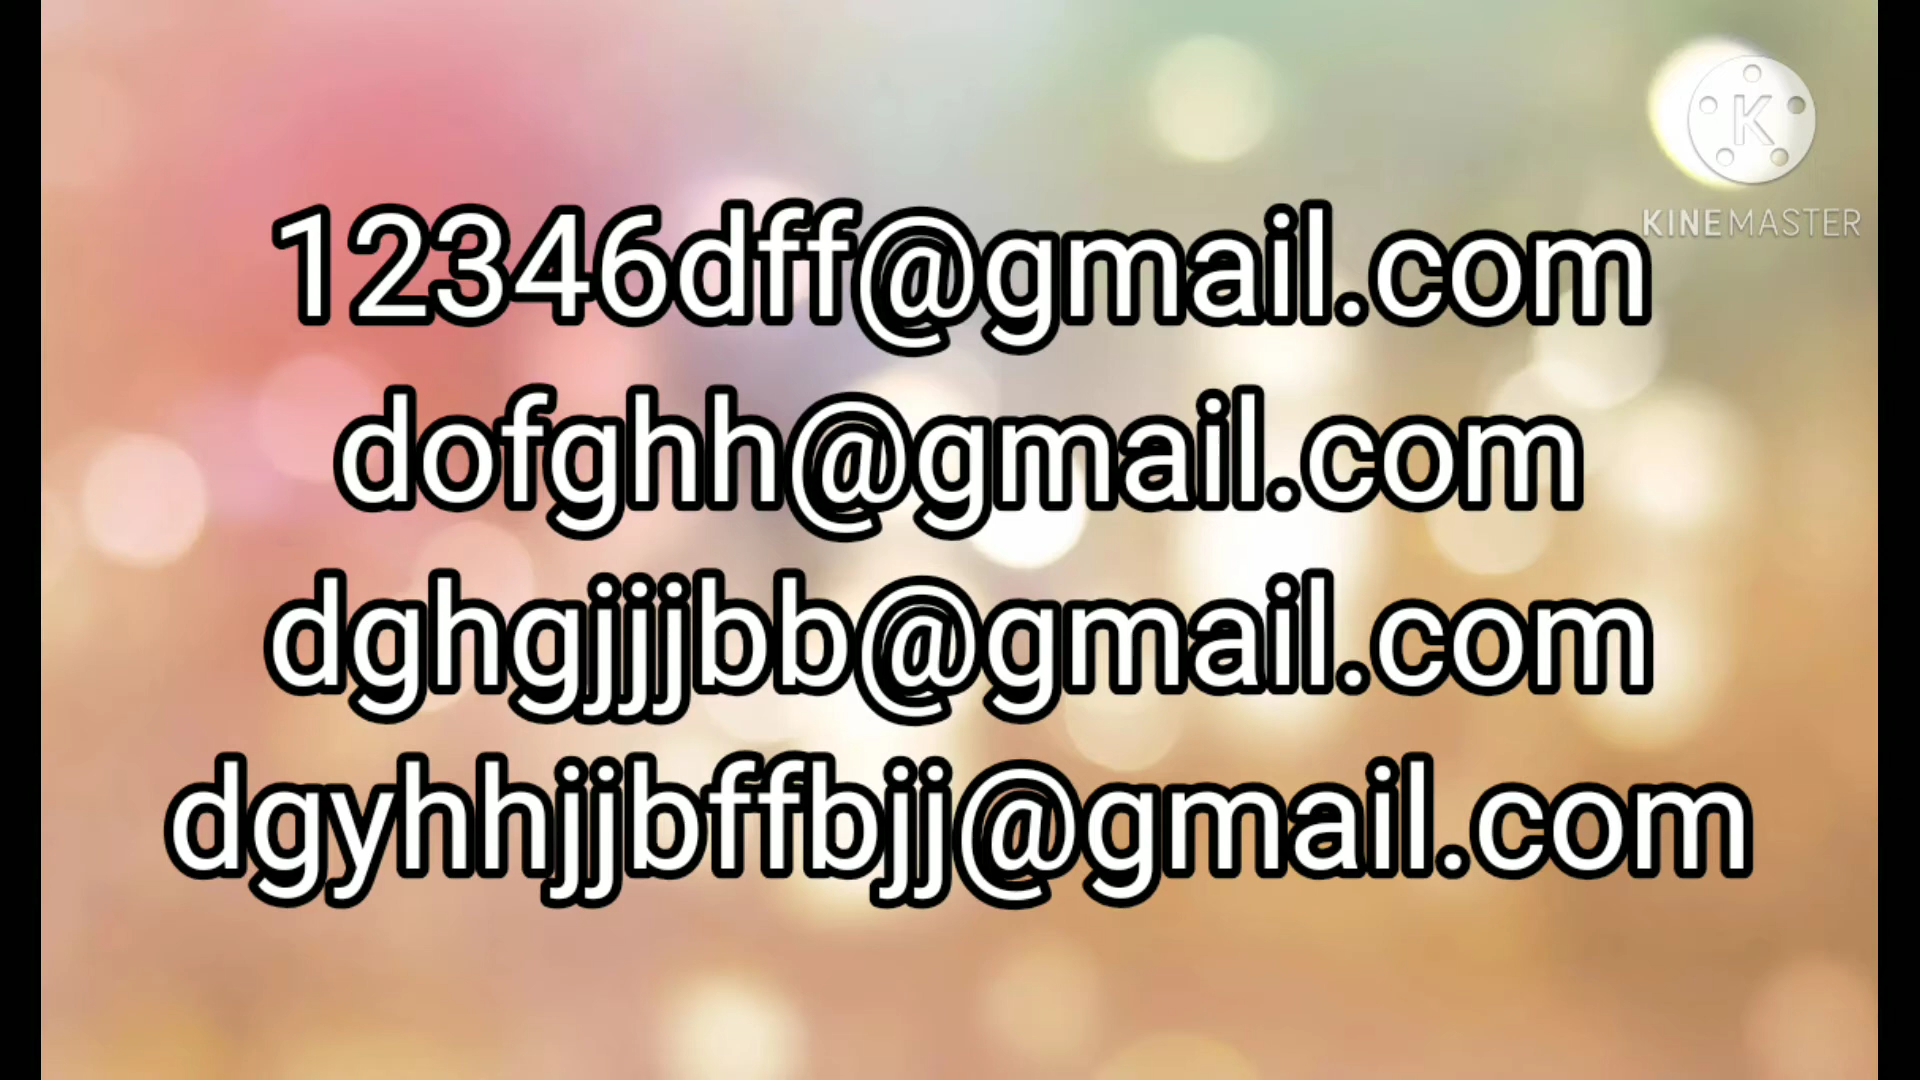 KINEMASTER
12346dff@gmail.com
dofghh@gmail.com
dghgjjjbb@gmail.com
dgyhhjjbffbjj@gmail.com